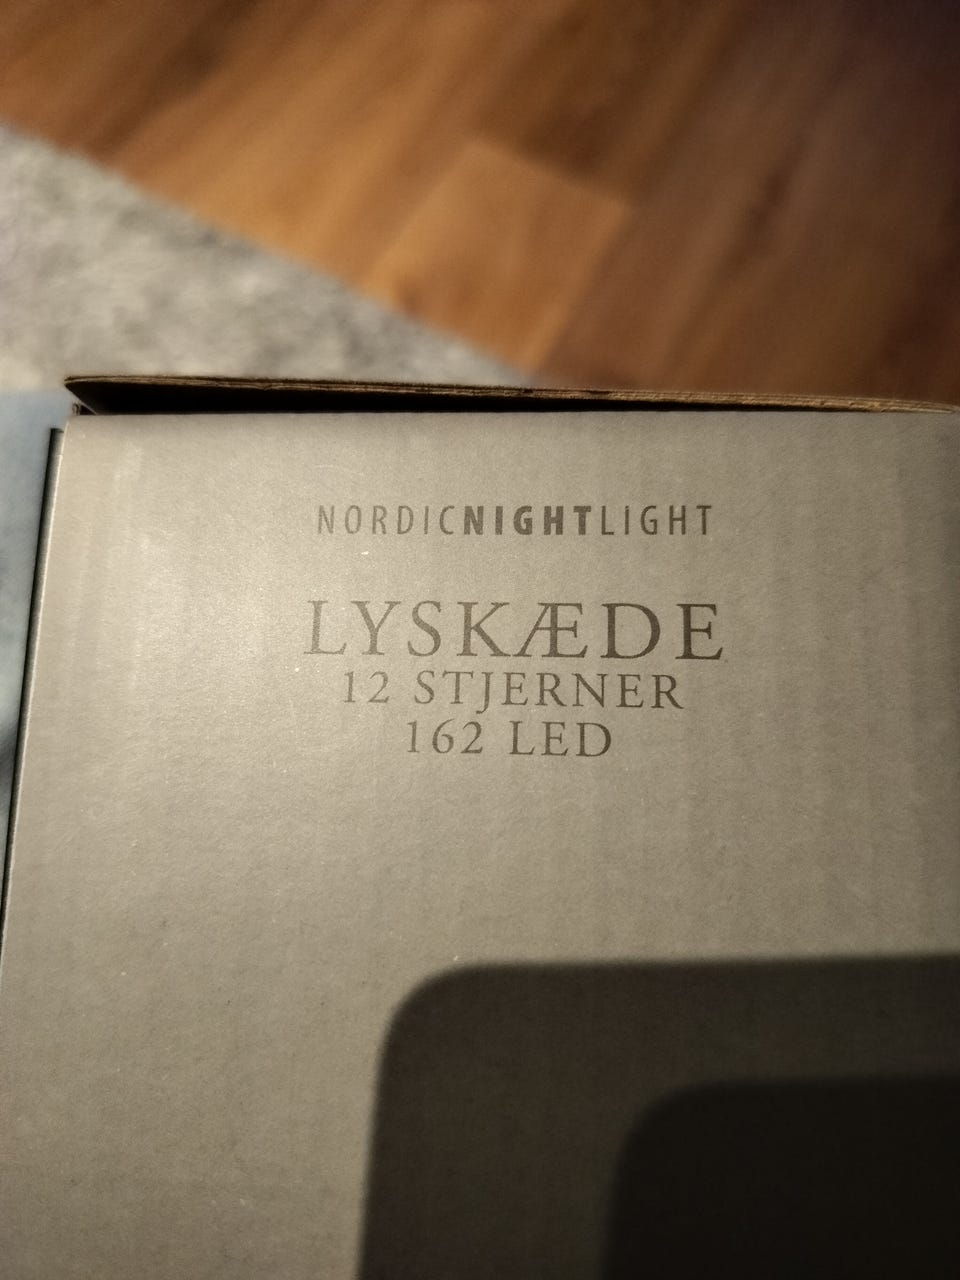 NORDICNIGHTLIGHT
LYSKÆDE
12 STJERNER
162 LED